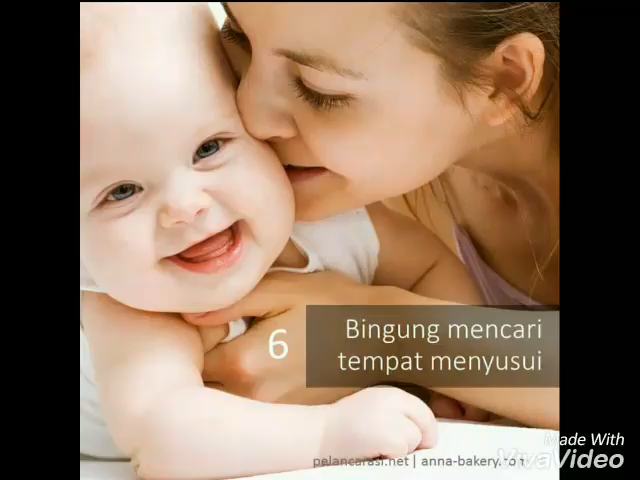 6
Bingung mencari
tempat menyusui
pelancarasi.net | anna-bakery.com
Made With
VivaVideo